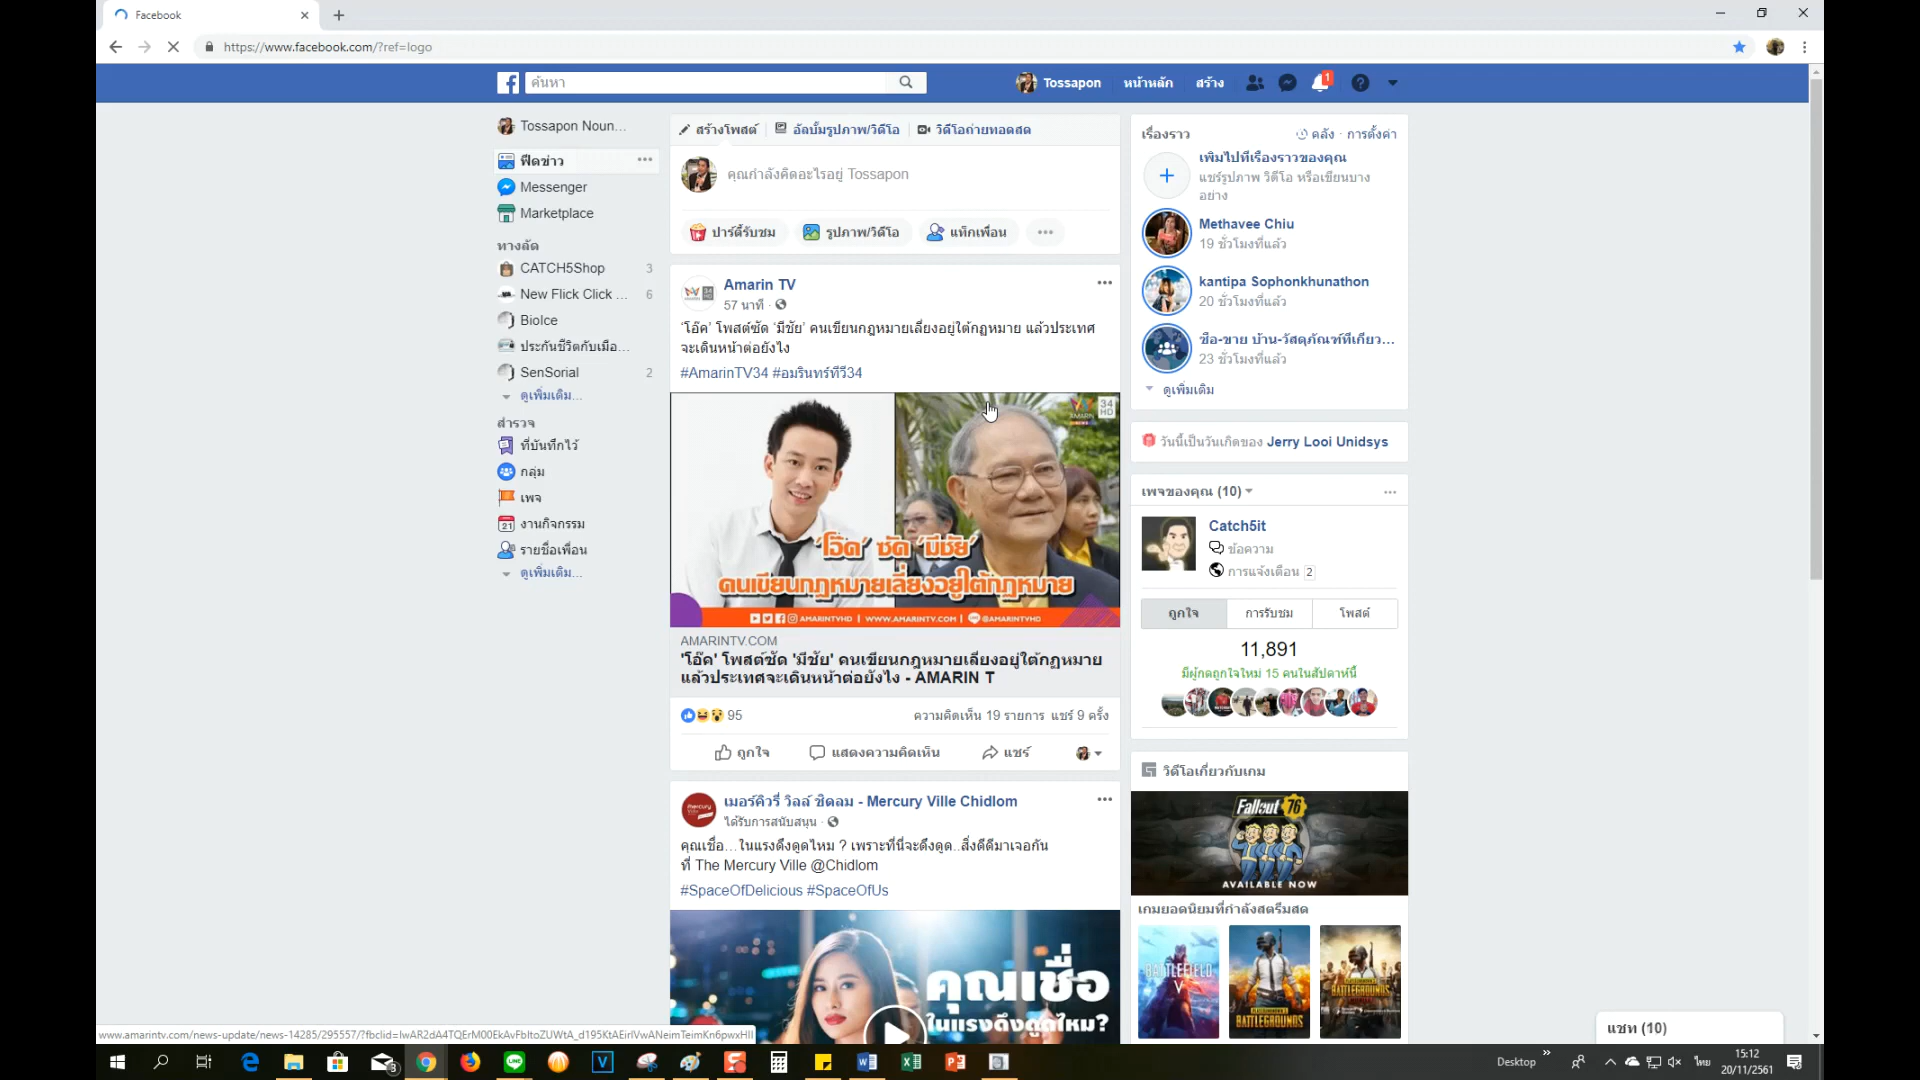 Facebook
https://www.facebook.com/?ref=logo
ค้นหา
Tossapon หน้าหลัก สร้าง 1
Tossapon Noun...
ฟีดข่าว
Messenger
Marketplace
ทางลัด
CATCH5Shop 3
New Flick Click ... 6
BioIce
ประกันชีวิตกับเมือ...
SenSorial 2
ดูเพิ่มเติม...
สำรวจ
ที่บันทึกไว้
กลุ่ม
เพจ
21 งานกิจกรรม
รายชื่อเพื่อน
ดูเพิ่มเติม...
สร้างโพสต์ อัลบั้มรูปภาพ/วิดีโอ วิดีโอถ่ายทอดสด
คุณกำลังคิดอะไรอยู่ Tossapon
ปาร์ตี้รับชม รูปภาพ/วิดีโอ แท็กเพื่อน
Amarin TV
57 นาที ·
'โอ๊ค' โพสต์ซัด 'มีชัย' คนเขียนกฎหมายเลี่ยงอยู่ใต้กฎหมาย แล้วประเทศ
จะเดินหน้าต่อยังไง
#AmarinTV34 #อมรินทร์ทีวี34
AMARIN 34 HD
'โอ๊ค' ซัด 'มีชัย'
คนเขียนกฎหมายเลี่ยงอยู่ใต้กฎหมาย
AMARINTVHD | WWW.AMARINTV.COM | @AMARINTVHD
AMARINTV.COM
'โอ๊ค' โพสต์ซัด 'มีชัย' คนเขียนกฎหมายเลี่ยงอยู่ใต้กฎหมาย
แล้วประเทศจะเดินหน้าต่อยังไง - AMARIN T
95 ความคิดเห็น 19 รายการ แชร์ 9 ครั้ง
ถูกใจ แสดงความคิดเห็น แชร์
เมอร์คิวรี่ วิลล์ ชิดลม - Mercury Ville Chidlom
ได้รับการสนับสนุน ·
คุณเชื่อ...ในแรงดึงดูดไหม ? เพราะที่นี่จะดึงดูด..สิ่งดีดีมาเจอกัน
ที่ The Mercury Ville @Chidlom
#SpaceOfDelicious #SpaceOfUs
คุณเชื่อ
ในแรงดึงดูดไหม?
เรื่องราว คลัง · การตั้งค่า
เพิ่มไปที่เรื่องราวของคุณ
แชร์รูปภาพ วิดีโอ หรือเขียนบาง
อย่าง
Methavee Chiu
19 ชั่วโมงที่แล้ว
kantipa Sophonkhunathon
20 ชั่วโมงที่แล้ว
ซื้อ-ขาย บ้าน-วัสดุภัณฑ์ที่เกี่ยว...
23 ชั่วโมงที่แล้ว
ดูเพิ่มเติม
วันนี้เป็นวันเกิดของ Jerry Looi Unidsys
เพจของคุณ (10)
Catch5it
ข้อความ
การแจ้งเตือน 2
ถูกใจ การรับชม โพสต์
11,891
มีผู้กดถูกใจใหม่ 15 คนในสัปดาห์นี้
วิดีโอเกี่ยวกับเกม
Fallout 76
AVAILABLE NOW
เกมยอดนิยมที่กำลังสตรีมสด
BATTLEFIELD V
BATTLEGROUNDS
BATTLEGROUNDS
แชท (10)
www.amarintv.com/news-update/news-14285/295557/?fbclid=IwAR2dA4TQErM00EkAvFbItoZUWtA_d195KtAEirlVwANeimTeimKn6pwxHII
Desktop ไทย 15:12
20/11/2561